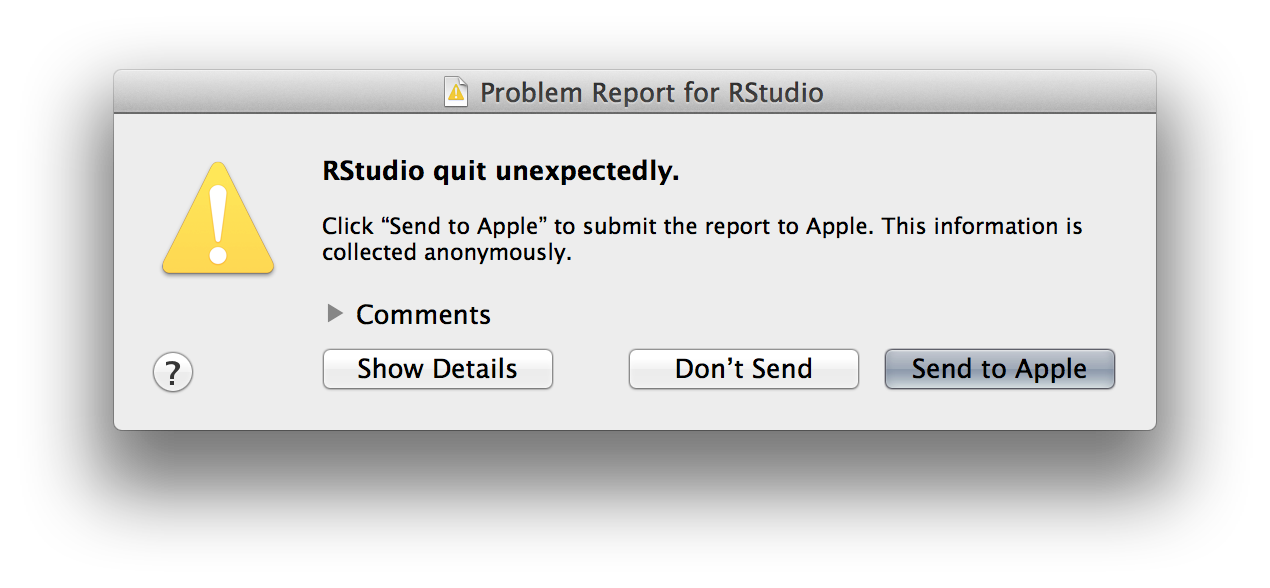 Problem Report for RStudio
RStudio quit unexpectedly.
Click “Send to Apple” to submit the report to Apple. This information is
collected anonymously.
Comments
? Show Details Don’t Send Send to Apple